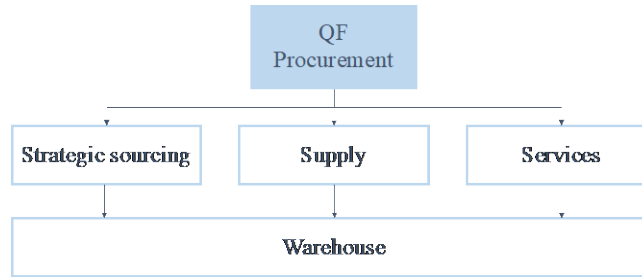 QF
Procurement
Strategic sourcing
Supply
Services
Warehouse